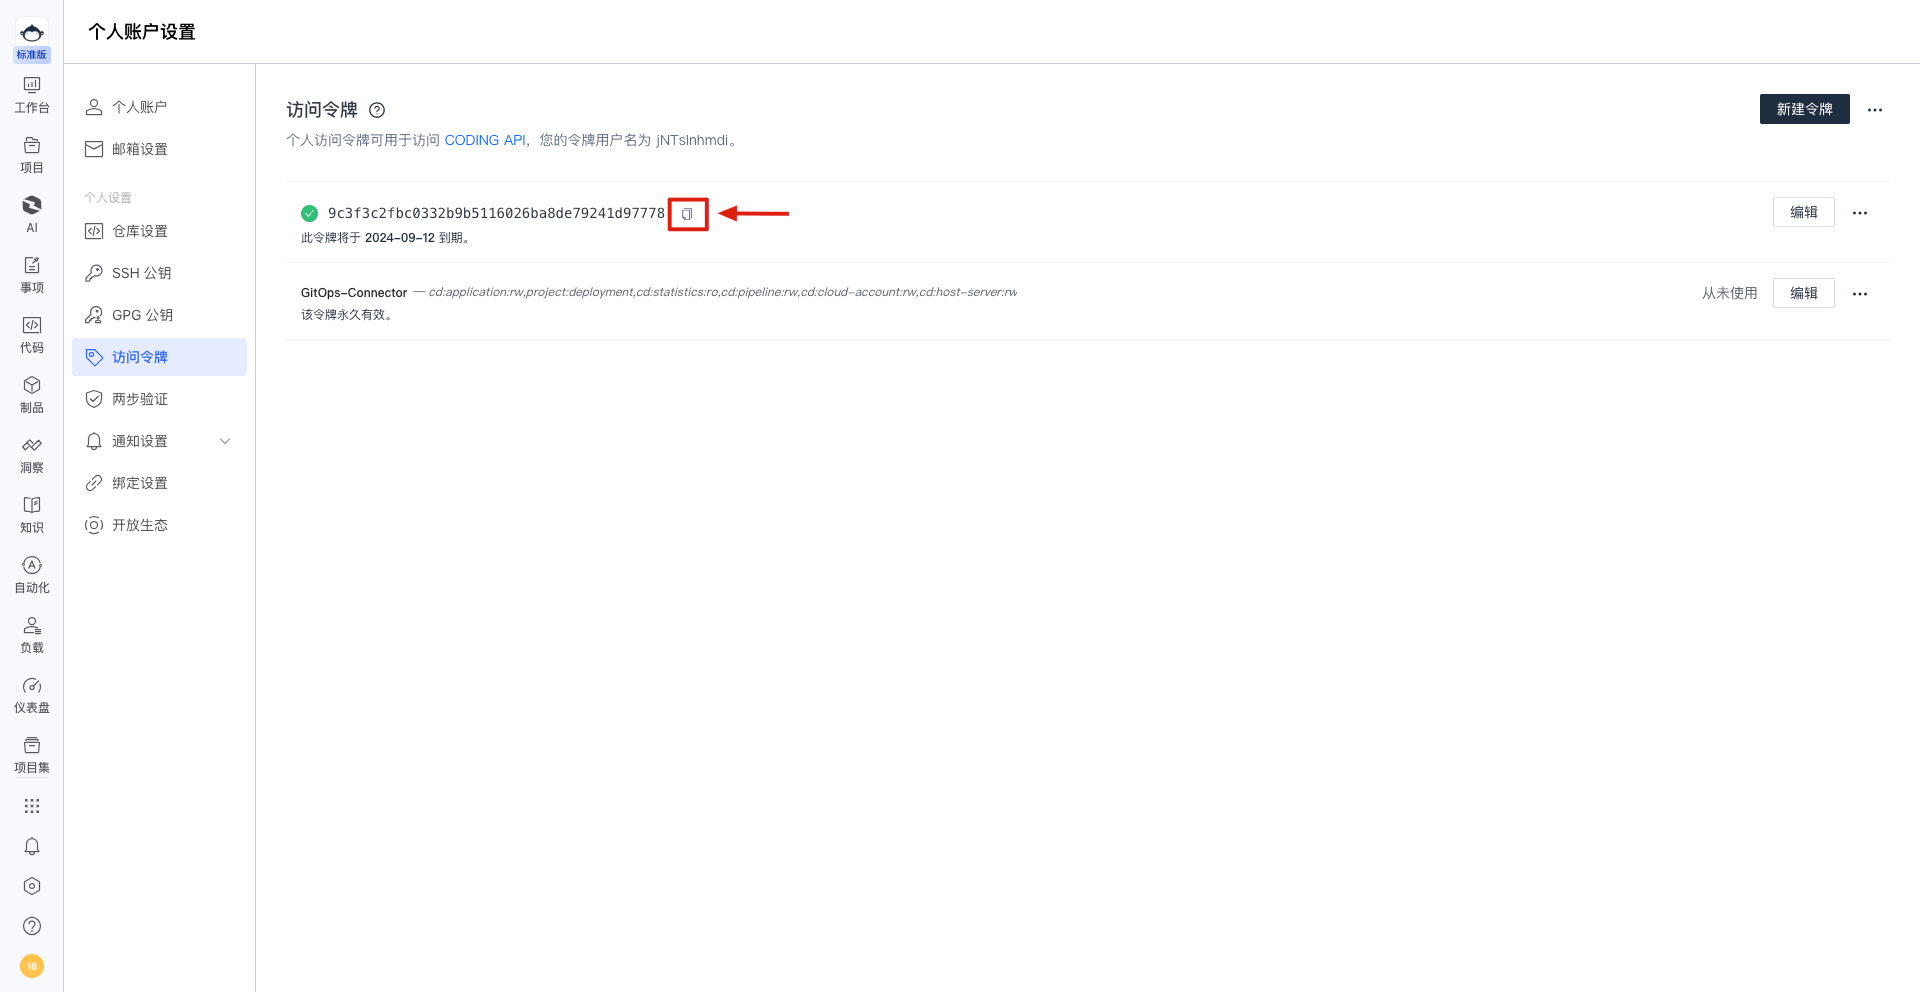 个人账户设置
标准版
工作台
项目
AI
事项
代码
制品
洞察
知识
自动化
负载
仪表盘
项目集
18
个人账户
邮箱设置
个人设置
仓库设置
SSH 公钥
GPG 公钥
访问令牌
两步验证
通知设置
绑定设置
开放生态
访问令牌
新建令牌
个人访问令牌可用于访问 CODING API，您的令牌用户名为 jNTslnhmdi。
9c3f3c2fbc0332b9b5116026ba8de79241d97778
编辑
此令牌将于 2024-09-12 到期。
GitOps-Connector — cd:application:rw,project:deployment,cd:statistics:ro,cd:pipeline:rw,cd:cloud-account:rw,cd:host-server:rw
从未使用 编辑
该令牌永久有效。